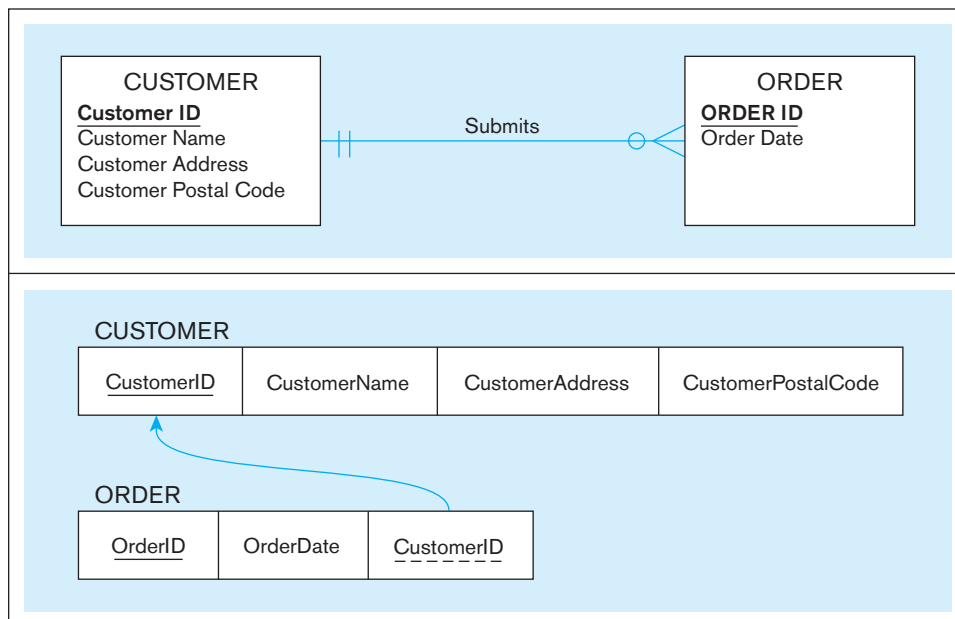 CUSTOMER
Customer ID
Customer Name
Customer Address
Customer Postal Code
Submits
ORDER
ORDER ID
Order Date
CUSTOMER
CustomerID
CustomerName
CustomerAddress
CustomerPostalCode
ORDER
OrderID
OrderDate
CustomerID